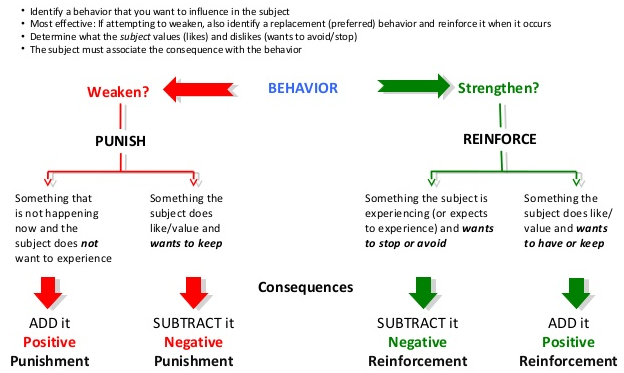 • Identify a behavior that you want to influence in the subject
• Most effective: If attempting to weaken, also identify a replacement (preferred) behavior and reinforce it when it occurs
• Determine what the subject values (likes) and dislikes (wants to avoid/stop)
• The subject must associate the consequence with the behavior
Weaken?
BEHAVIOR
Strengthen?
PUNISH
REINFORCE
Something that
is not happening
now and the
subject does not
want to experience
Something the
subject does
like/value and
wants to keep
Something the subject is
experiencing (or expects
to experience) and wants
to stop or avoid
Something the
subject does like/
value and wants
to have or keep
Consequences
ADD it
Positive
Punishment
SUBTRACT it
Negative
Punishment
SUBTRACT it
Negative
Reinforcement
ADD it
Positive
Reinforcement